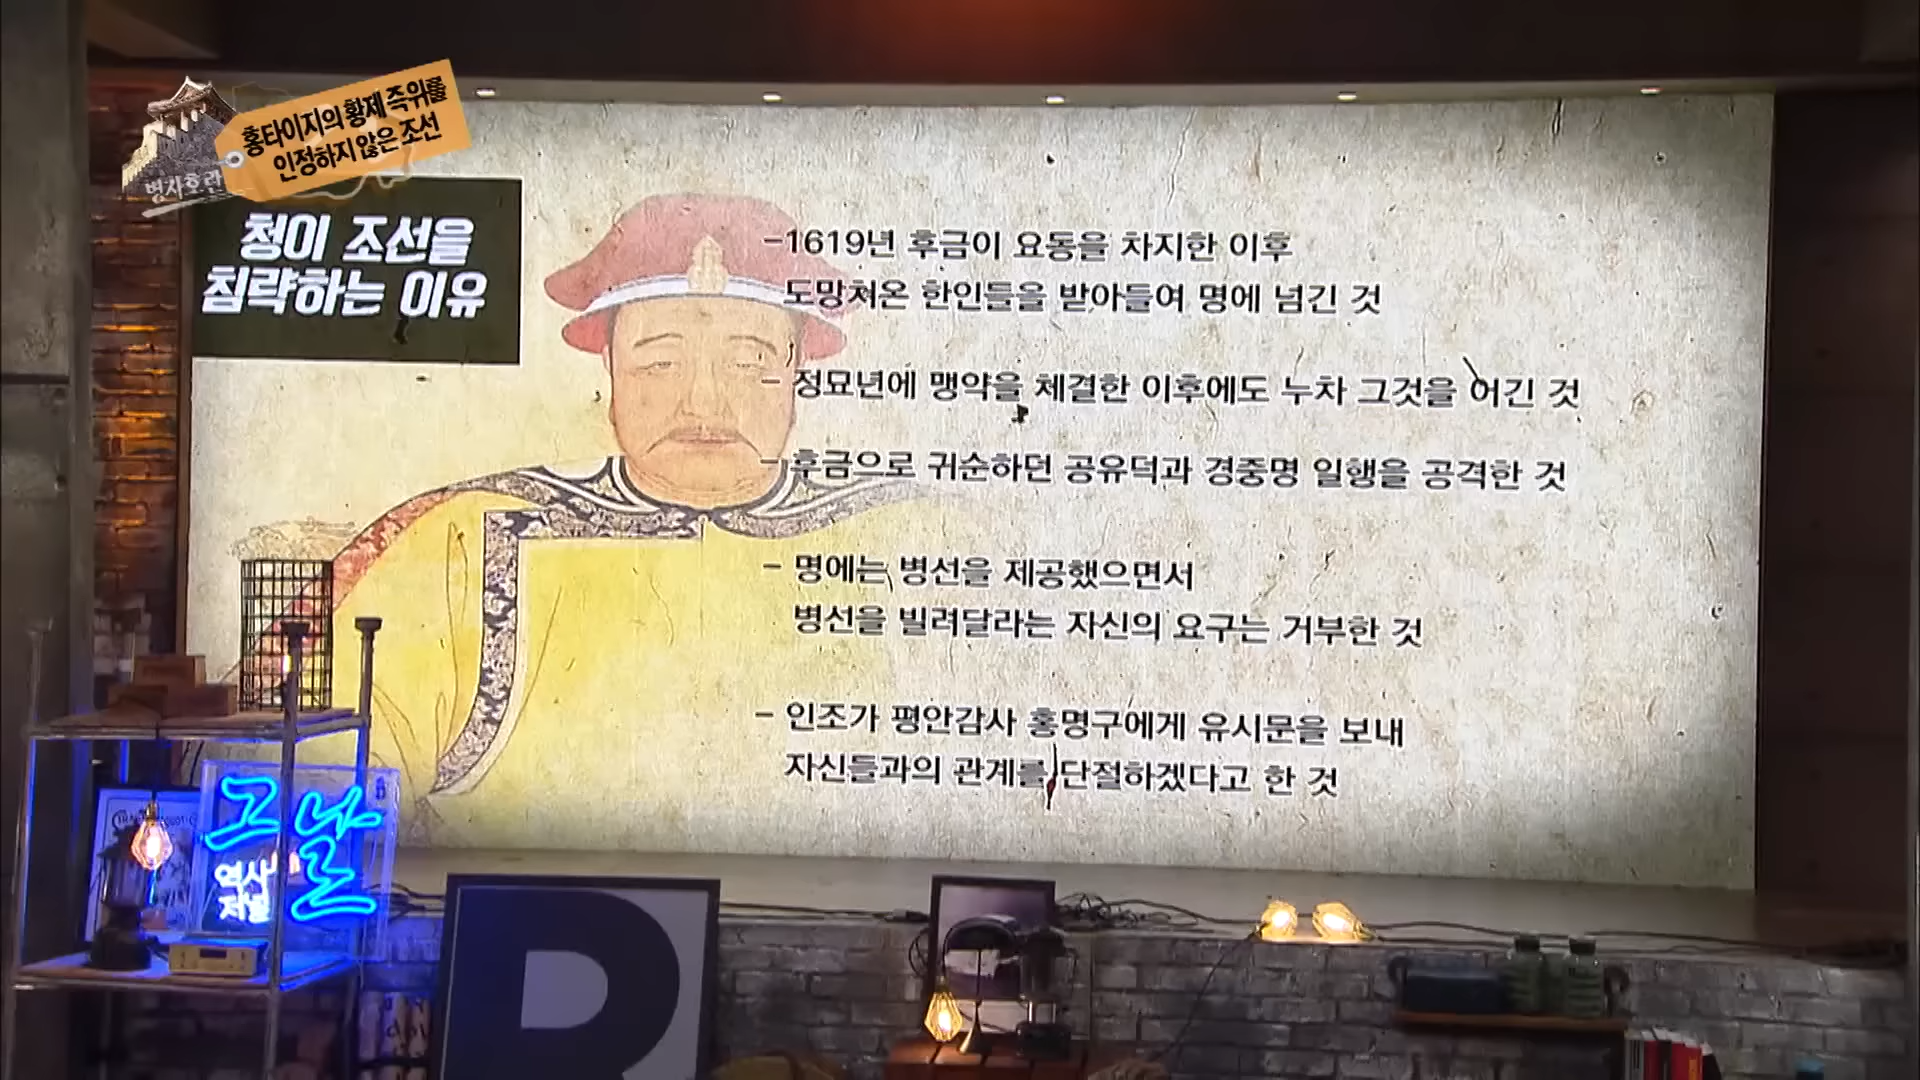 홍타이지의 황제 즉위를
인정하지 않은 조선
병자호란
청이 조선을
침략하는 이유
-1619년 후금이 요동을 차지한 이후
도망쳐온 한인들을 받아들여 명에 넘긴 것
- 정묘년에 맹약을 체결한 이후에도 누차 그것을 어긴 것
- 후금으로 귀순하던 공유덕과 경중명 일행을 공격한 것
- 명에는 병선을 제공했으면서
병선을 빌려달라는 자신의 요구는 거부한 것
- 인조가 평안감사 홍명구에게 유시문을 보내
자신들과의 관계를 단절하겠다고 한 것
역사
저널
그날